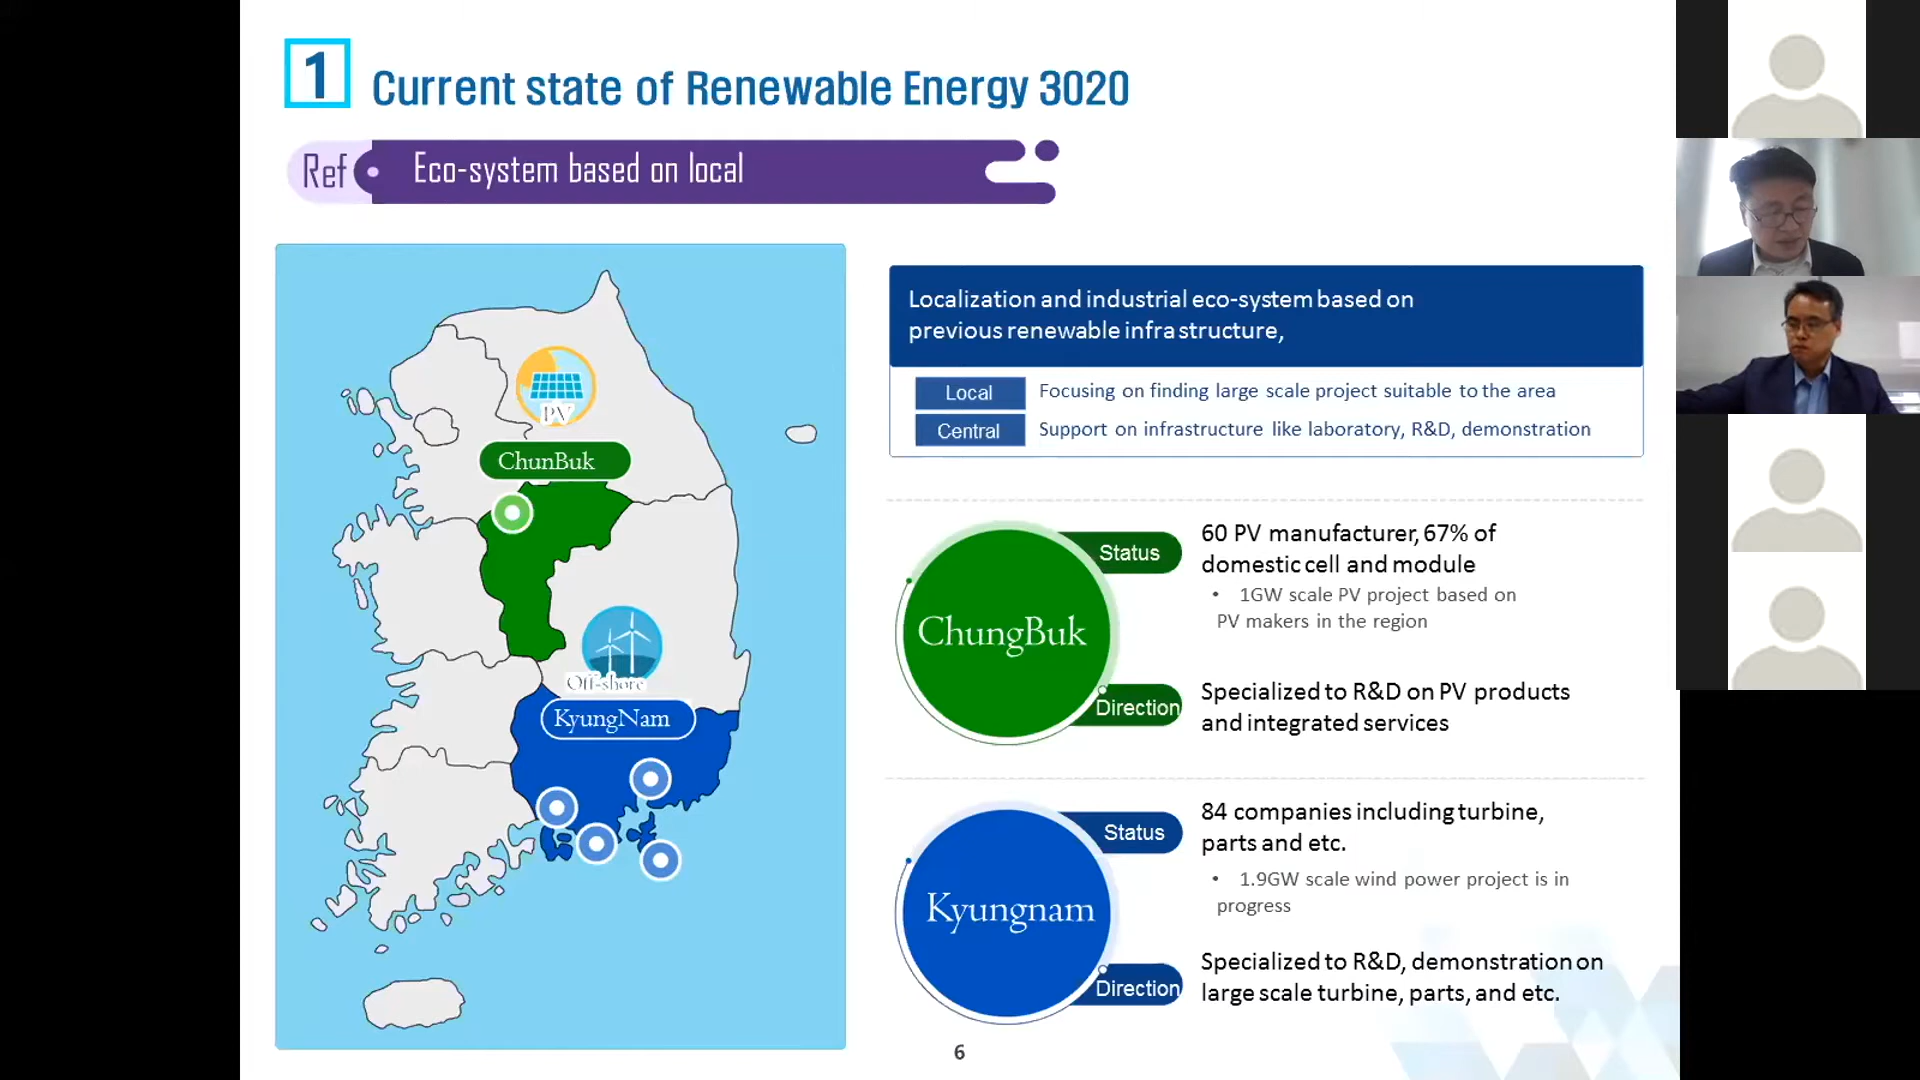 1
Current state of Renewable Energy 3020
Ref
Eco-system based on local
PV
ChunBuk
Off-shore
KyungNam
Localization and industrial eco-system based on
previous renewable infra structure,
Local
Focusing on finding large scale project suitable to the area
Central
Support on infrastructure like laboratory, R&D, demonstration
ChungBuk
Status
60 PV manufacturer, 67% of
domestic cell and module
• 1GW scale PV project based on
PV makers in the region
Direction
Specialized to R&D on PV products
and integrated services
Kyungnam
Status
84 companies including turbine,
parts and etc.
• 1.9GW scale wind power project is in
progress
Direction
Specialized to R&D, demonstration on
large scale turbine, parts, and etc.
6